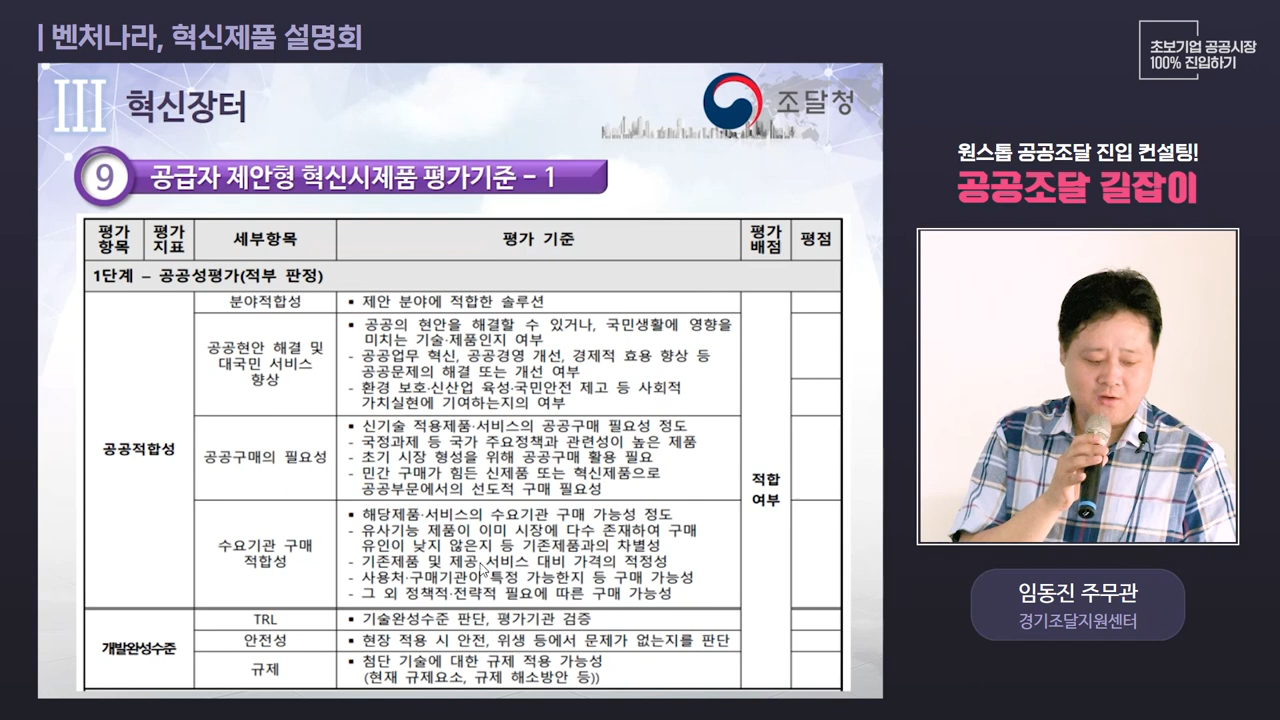 | 벤처나라, 혁신제품 설명회
초보기업 공공시장
100% 진입하기
III 혁신장터
조달청
9 공급자 제안형 혁신시제품 평가기준 - 1
평가 항목 평가 지표 세부항목 평가 기준 평가 배점 평점
1단계 – 공공성평가(적부 판정)
공공적합성
분야적합성
▪ 제안 분야에 적합한 솔루션
공공현안 해결 및
대국민 서비스
향상
▪ 공공의 현안을 해결할 수 있거나, 국민생활에 영향을
미치는 기술·제품인지 여부
- 공공업무 혁신, 공공경영 개선, 경제적 효용 향상 등
공공문제의 해결 또는 개선 여부
- 환경 보호·신산업 육성·국민안전 제고 등 사회적
가치실현에 기여하는지의 여부
공공구매의 필요성
▪ 신기술 적용제품·서비스의 공공구매 필요성 정도
- 국정과제 등 국가 주요정책과 관련성이 높은 제품
- 초기 시장 형성을 위해 공공구매 활용 필요
- 민간 구매가 힘든 신제품 또는 혁신제품으로
공공부문에서의 선도적 구매 필요성
수요기관 구매
적합성
▪ 해당제품·서비스의 수요기관 구매 가능성 정도
- 유사기능 제품이 이미 시장에 다수 존재하여 구매
유인이 낮지 않은지 등 기존제품과의 차별성
- 기존제품 및 제공 서비스 대비 가격의 적정성
- 사용처·구매기관이 특정 가능한지 등 구매 가능성
- 그 외 정책적·전략적 필요에 따른 구매 가능성
적합
여부
개발완성수준
TRL
▪ 기술완성수준 판단, 평가기관 검증
안전성
▪ 현장 적용 시 안전, 위생 등에서 문제가 없는지를 판단
규제
▪ 첨단 기술에 대한 규제 적용 가능성
(현재 규제요소, 규제 해소방안 등))
원스톱 공공조달 진입 컨설팅!
공공조달 길잡이
임동진 주무관
경기조달지원센터